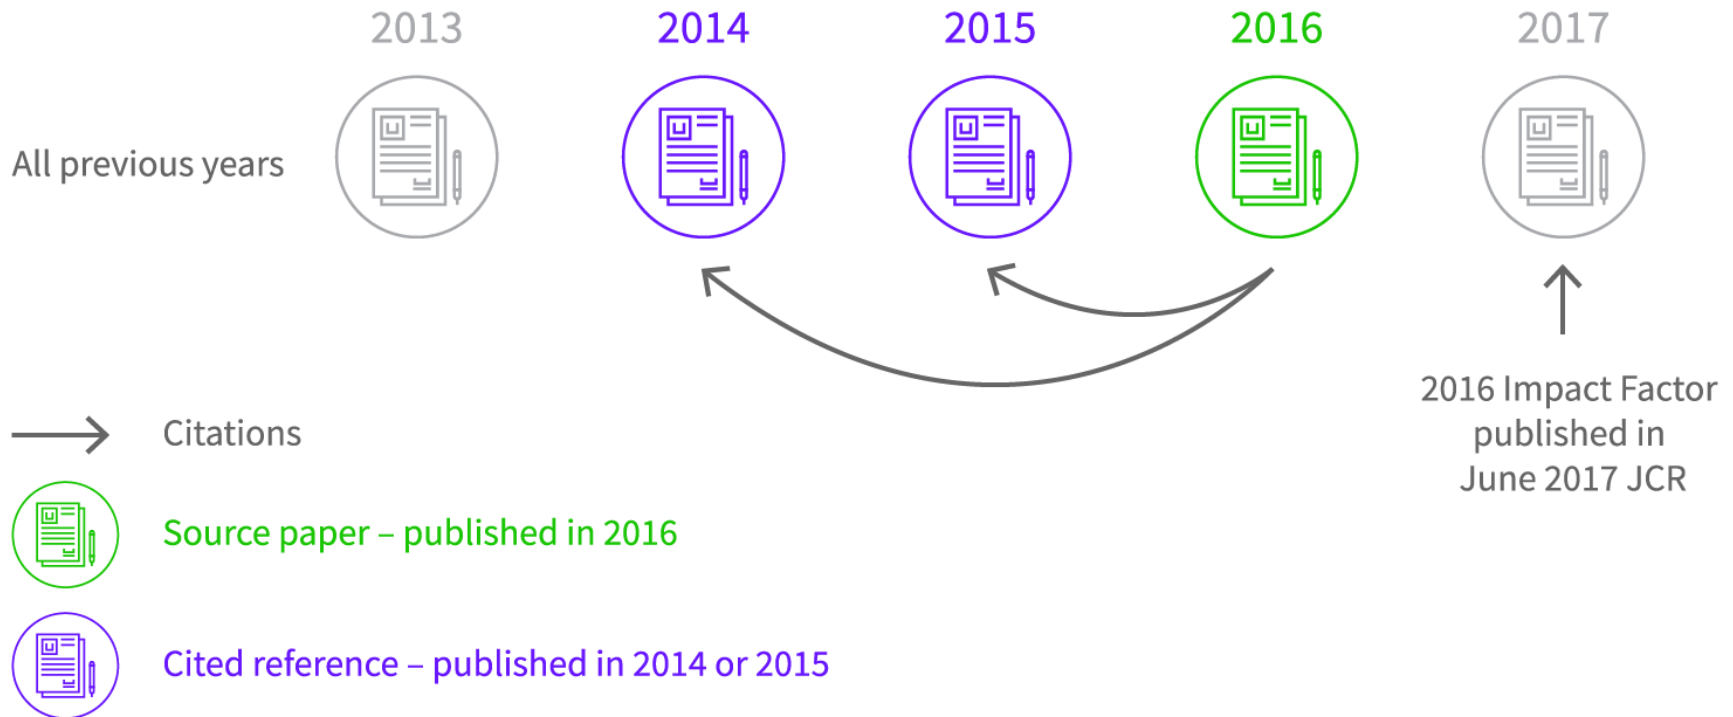 2013
2014
2015
2016
2017
All previous years
2016 Impact Factor
published in
June 2017 JCR
Citations
Source paper – published in 2016
Cited reference – published in 2014 or 2015